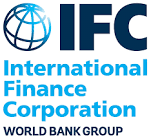 IFC
International
Finance
Corporation
WORLD BANK GROUP